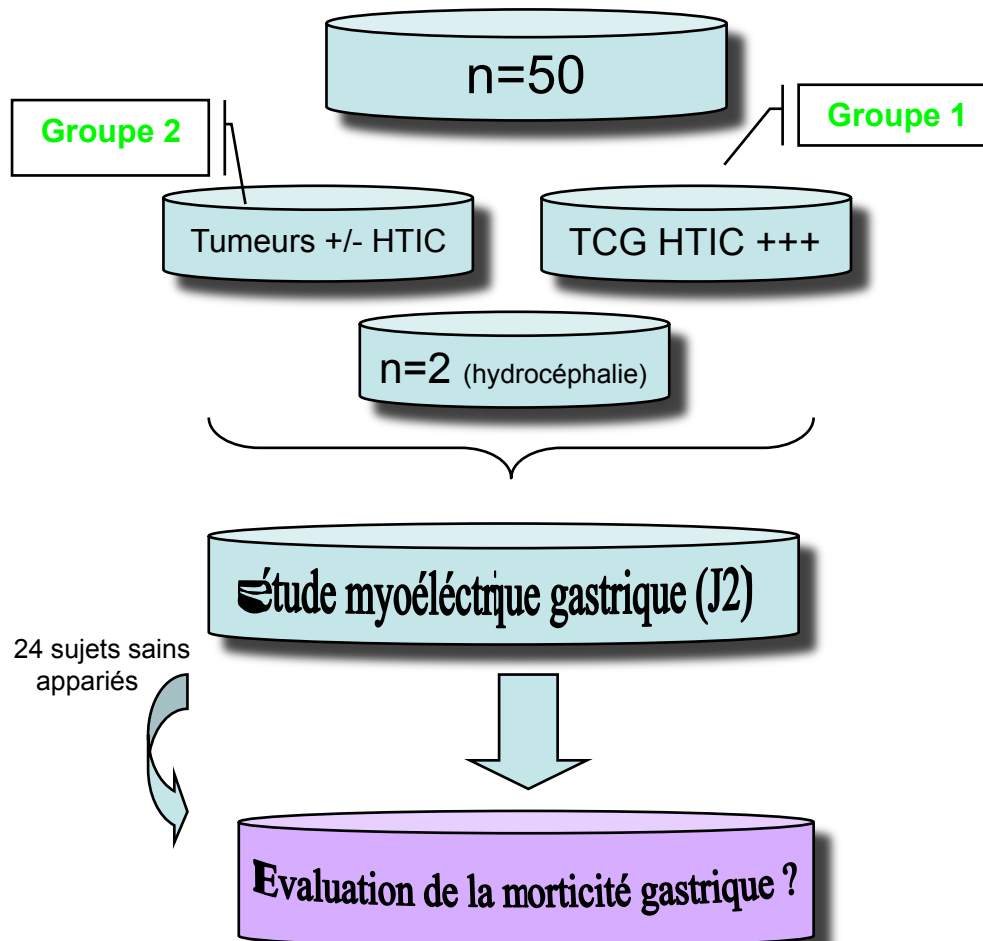 n=50
Groupe 2
Groupe 1
Tumeurs +/- HTIC
TCG HTIC +++
n=2 (hydrocéphalie)
étude myoéléctrique gastrique (J2)
24 sujets sains
appariés
Evaluation de la morticité gastrique ?